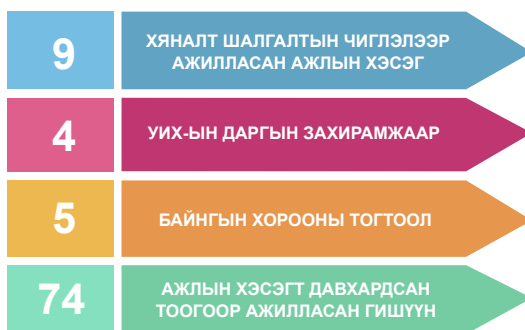 9
ХЯНАЛТ ШАЛГАЛТЫН ЧИГЛЭЛЭЭР
АЖИЛЛАСАН АЖЛЫН ХЭСЭГ
4
УИХ-ЫН ДАРГЫН ЗАХИРАМЖААР
5
БАЙНГЫН ХОРООНЫ ТОГТООЛ
74
АЖЛЫН ХЭСЭГТ ДАВХАРДСАН
ТООГООР АЖИЛЛАСАН ГИШҮҮН